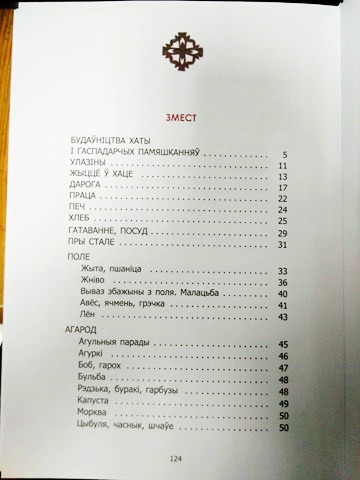 ЗМЕСТ
БУДАЎНІЦТВА ХАТЫ
І ГАСПАДАРЧЫХ ПАМЯШКАННЯЎ . . . . . . . . . . . . . 5
УЛАЗІНЫ . . . . . . . . . . . . . . . . . . . . . . . . . . . . . 11
ЖЫЦЦЁ Ў ХАЦЕ . . . . . . . . . . . . . . . . . . . . . . . 13
ДАРОГА . . . . . . . . . . . . . . . . . . . . . . . . . . . . . . 17
ПРАЦА . . . . . . . . . . . . . . . . . . . . . . . . . . . . . . . 22
ПЕЧ . . . . . . . . . . . . . . . . . . . . . . . . . . . . . . . . . 24
ХЛЕБ . . . . . . . . . . . . . . . . . . . . . . . . . . . . . . . . 25
ГАТАВАННЕ, ПОСУД . . . . . . . . . . . . . . . . . . . . . 29
ПРЫ СТАЛЕ . . . . . . . . . . . . . . . . . . . . . . . . . . . 31
ПОЛЕ
Жыта, пшаніца . . . . . . . . . . . . . . . . . . . . . . 33
Жніво . . . . . . . . . . . . . . . . . . . . . . . . . . . . . 36
Вываз збажыны з поля. Малацьба . . . . . . . . . 40
Авёс, ячмень, грэчка . . . . . . . . . . . . . . . . . . 41
Лён . . . . . . . . . . . . . . . . . . . . . . . . . . . . . . . 43
АГАРОД
Агульныя парады . . . . . . . . . . . . . . . . . . . . 45
Агуркі . . . . . . . . . . . . . . . . . . . . . . . . . . . . . 46
Боб, гарох . . . . . . . . . . . . . . . . . . . . . . . . . . 47
Бульба . . . . . . . . . . . . . . . . . . . . . . . . . . . . 48
Рэдзька, буракі, гарбузы . . . . . . . . . . . . . . . 48
Капуста . . . . . . . . . . . . . . . . . . . . . . . . . . . . 49
Морква . . . . . . . . . . . . . . . . . . . . . . . . . . . . 50
Цыбуля, часнык, шчаўе . . . . . . . . . . . . . . . . 50
124